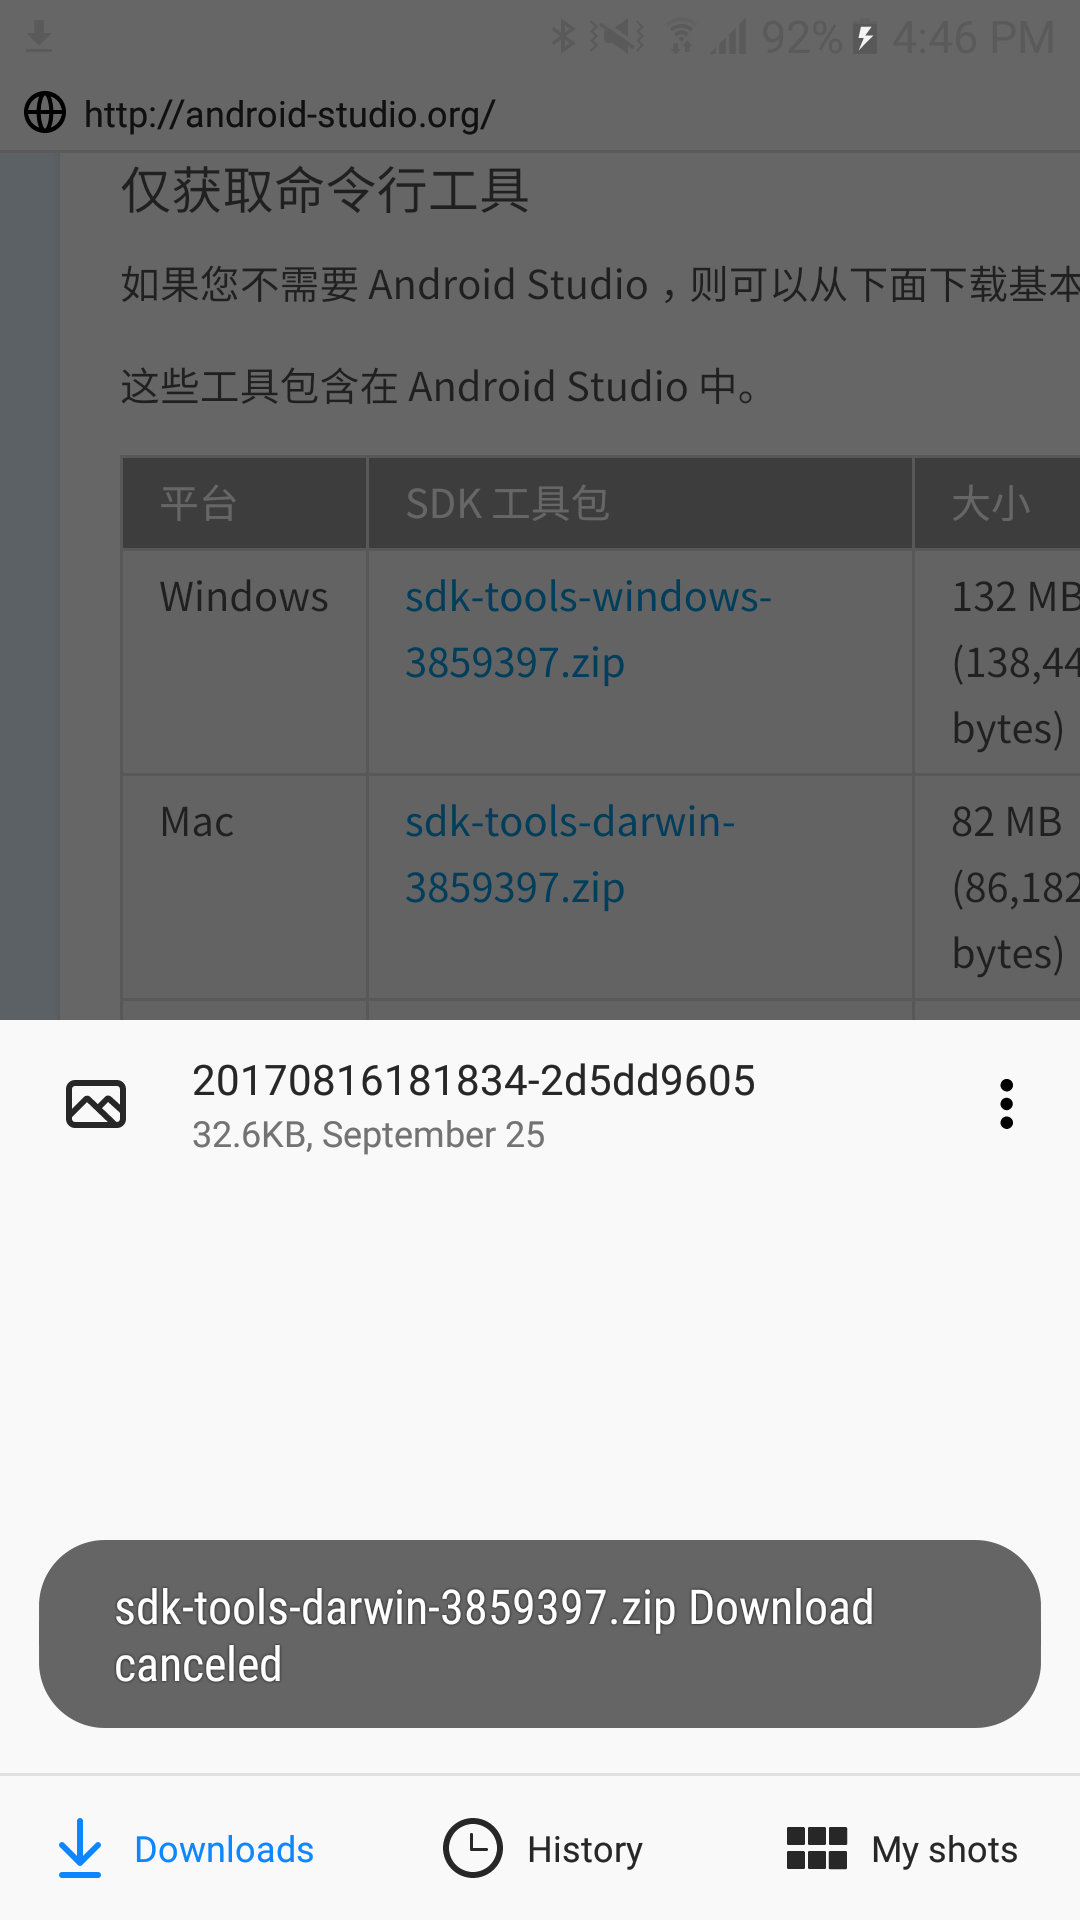 92% 4:46 PM
http://android-studio.org/
仅获取命令行工具
如果您不需要 Android Studio，则可以从下面下载基本
这些工具包含在 Android Studio 中。
平台 SDK 工具包 大小
Windows sdk-tools-windows- 132 MB
3859397.zip (138,44
bytes)
Mac sdk-tools-darwin- 82 MB
3859397.zip (86,182
bytes)
20170816181834-2d5dd9605
32.6KB, September 25
sdk-tools-darwin-3859397.zip Download
canceled
Downloads History My shots